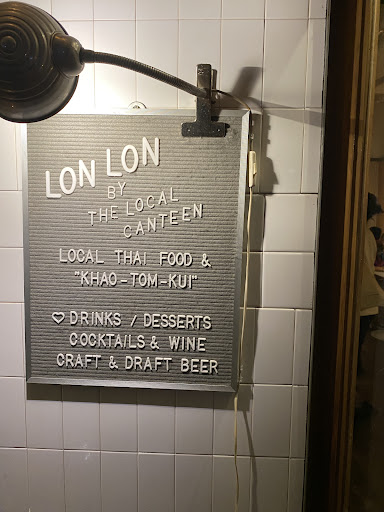 LON LON
BY
THE LOCAL
CANTEEN
LOCAL THAI FOOD &
"KHAO-TOM-KUI"
♡ DRINKS / DESSERTS
COCKTAILS & WINE
CRAFT & DRAFT BEER